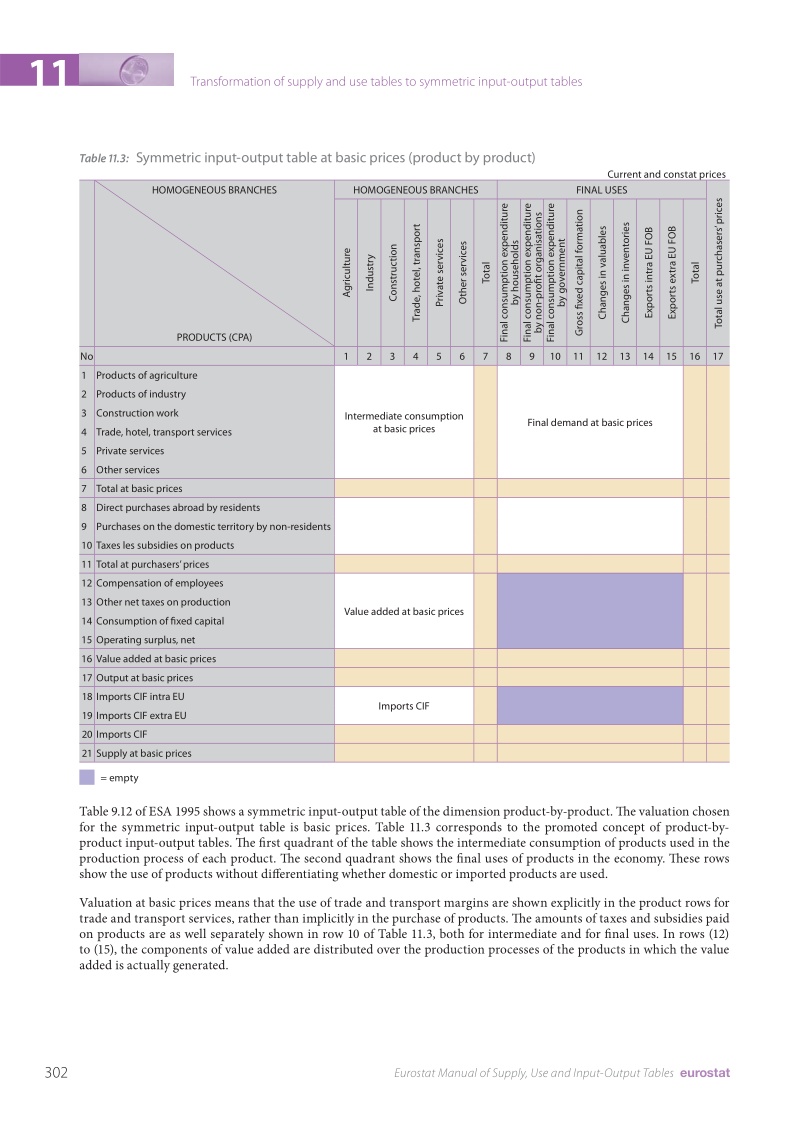 11
Transformation of supply and use tables to symmetric input-output tables
Table 11.3: Symmetric input-output table at basic prices (product by product)
Current and constat prices
HOMOGENEOUS BRANCHES
HOMOGENEOUS BRANCHES
FINAL USES
PRODUCTS (CPA)
Agriculture
Industry
Construction
Trade, hotel, transport
Private services
Other services
Total
Final consumption expenditure
by households
Final consumption expenditure
by non-profit organisations
Final consumption expenditure
by government
Gross fixed capital formation
Changes in valuables
Changes in inventories
Exports intra EU FOB
Exports extra EU FOB
Total
Total use at purchasers' prices
No 1 2 3 4 5 6 7 8 9 10 11 12 13 14 15 16 17
1 Products of agriculture
2 Products of industry
3 Construction work
4 Trade, hotel, transport services
5 Private services
6 Other services
Intermediate consumption
at basic prices
Final demand at basic prices
7 Total at basic prices
8 Direct purchases abroad by residents
9 Purchases on the domestic territory by non-residents
10 Taxes les subsidies on products
11 Total at purchasers' prices
12 Compensation of employees
13 Other net taxes on production
14 Consumption of fixed capital
15 Operating surplus, net
Value added at basic prices
16 Value added at basic prices
17 Output at basic prices
18 Imports CIF intra EU
19 Imports CIF extra EU
Imports CIF
20 Imports CIF
21 Supply at basic prices
= empty
Table 9.12 of ESA 1995 shows a symmetric input-output table of the dimension product-by-product. The valuation chosen
for the symmetric input-output table is basic prices. Table 11.3 corresponds to the promoted concept of product-by-
product input-output tables. The first quadrant of the table shows the intermediate consumption of products used in the
production process of each product. The second quadrant shows the final uses of products in the economy. These rows
show the use of products without differentiating whether domestic or imported products are used.
Valuation at basic prices means that the use of trade and transport margins are shown explicitly in the product rows for
trade and transport services, rather than implicitly in the purchase of products. The amounts of taxes and subsidies paid
on products are as well separately shown in row 10 of Table 11.3, both for intermediate and for final uses. In rows (12)
to (15), the components of value added are distributed over the production processes of the products in which the value
added is actually generated.
302
Eurostat Manual of Supply, Use and Input-Output Tables eurostat